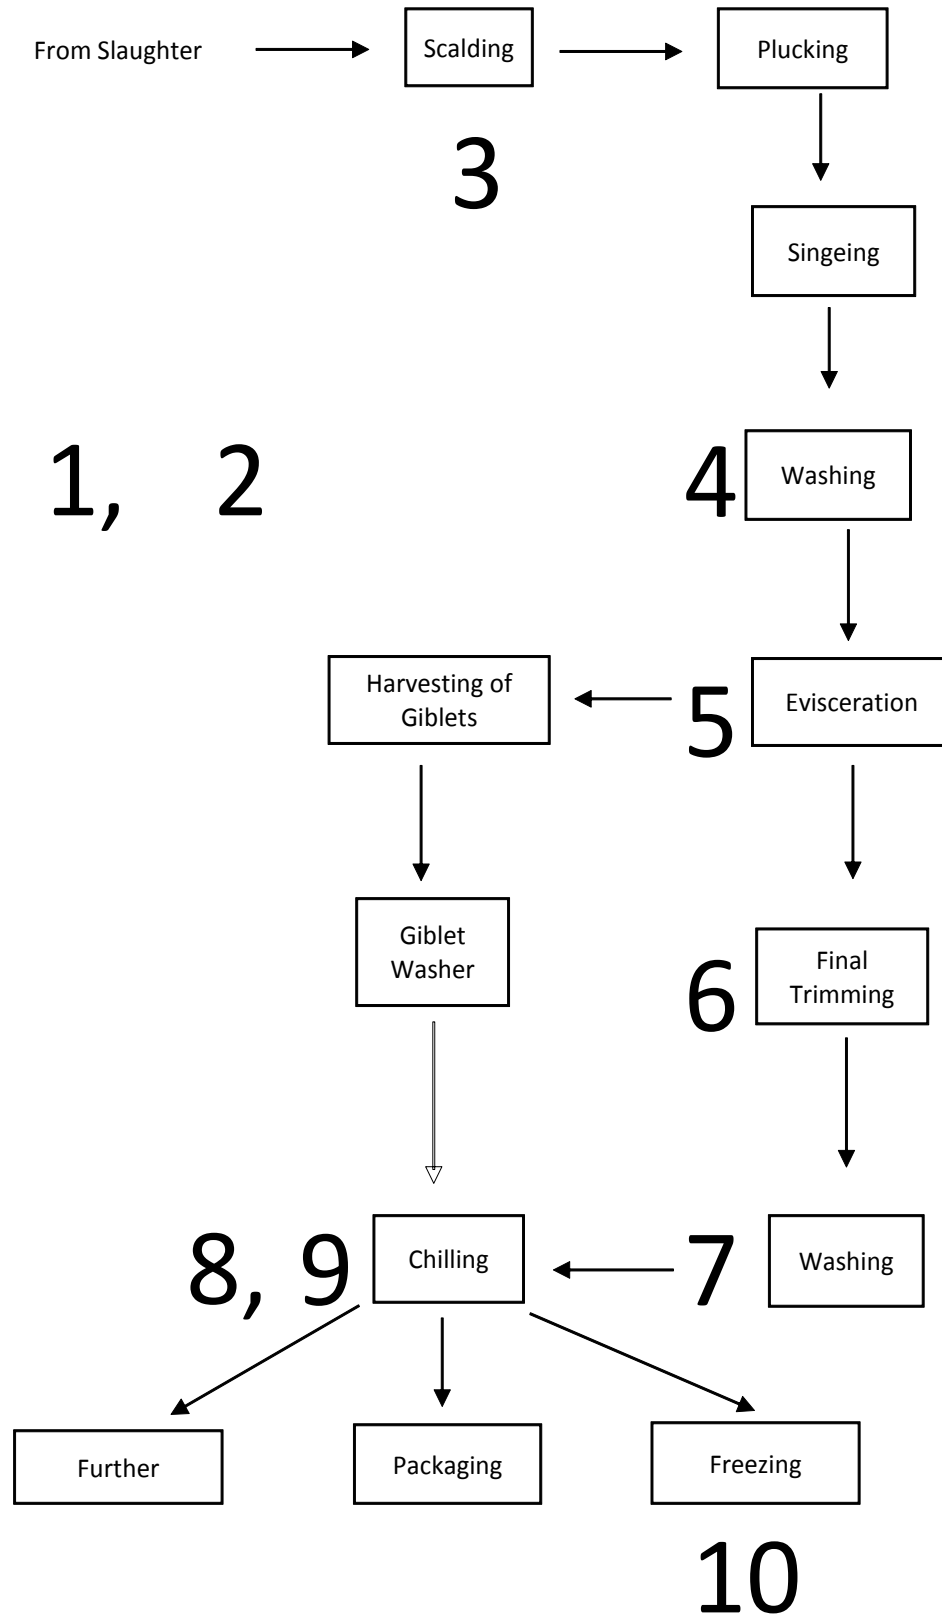 From Slaughter
Scalding
Plucking
3
Singeing
1, 2
4
Washing
Harvesting of
Giblets
5
Evisceration
Giblet
Washer
6
Final
Trimming
8, 9
Chilling
7
Washing
Further
Packaging
Freezing
10